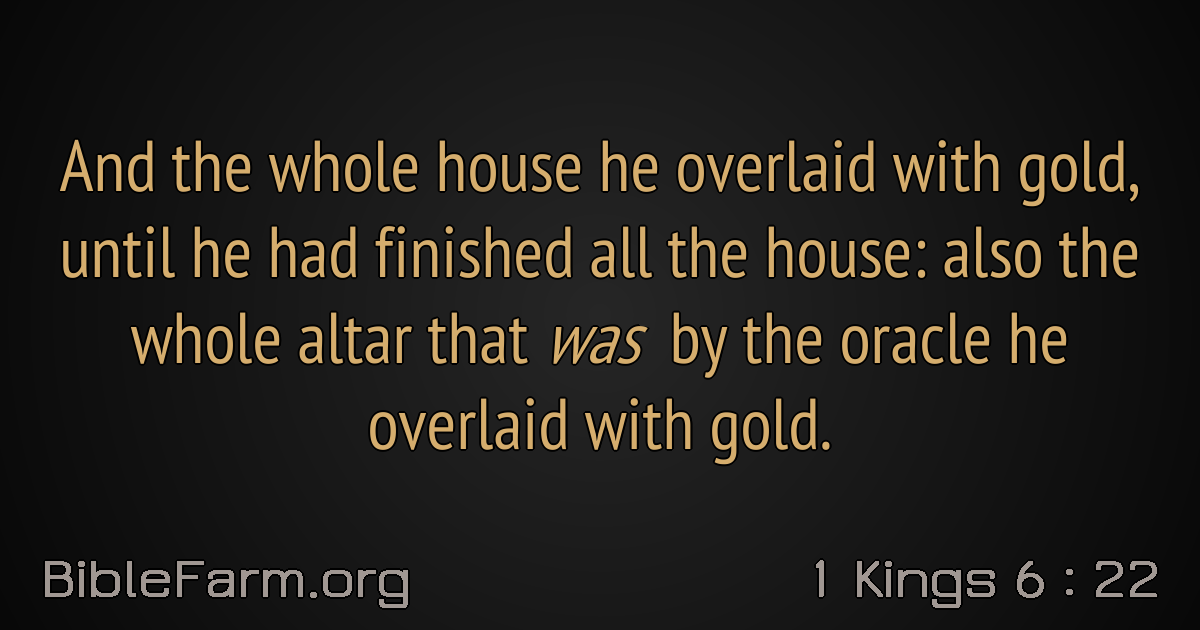 And the whole house he overlaid with gold,
until he had finished all the house: also the
whole altar that was by the oracle he
overlaid with gold.
BibleFarm.org
1 Kings 6 : 22